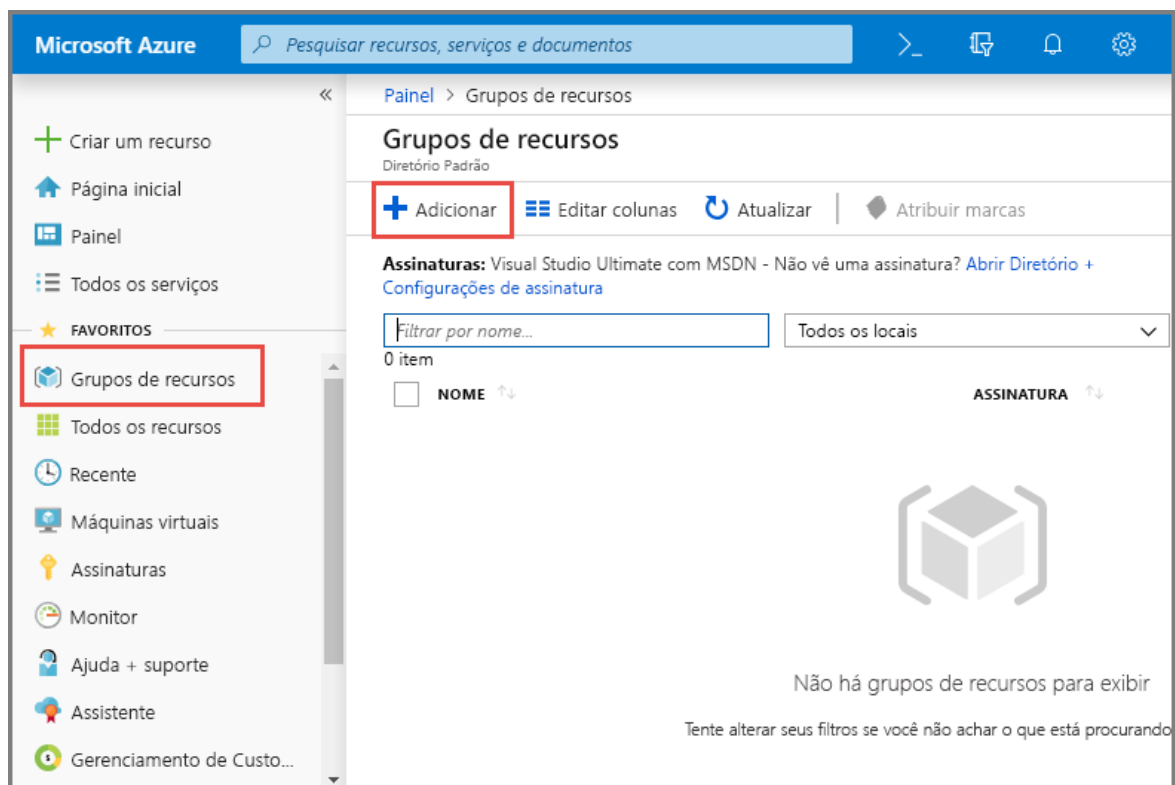 Microsoft Azure
Pesquisar recursos, serviços e documentos
Criar um recurso
Página inicial
Painel
Todos os serviços
FAVORITOS
Grupos de recursos
Todos os recursos
Recente
Máquinas virtuais
Assinaturas
Monitor
Ajuda + suporte
Assistente
Gerenciamento de Custo...
Painel > Grupos de recursos
Grupos de recursos
Diretório Padrão
Adicionar Editar colunas Atualizar Atribuir marcas
Assinaturas: Visual Studio Ultimate com MSDN - Não vê uma assinatura? Abrir Diretório +
Configurações de assinatura
Filtrar por nome... Todos os locais
0 item
NOME ASSINATURA
Não há grupos de recursos para exibir
Tente alterar seus filtros se você não achar o que está procurando